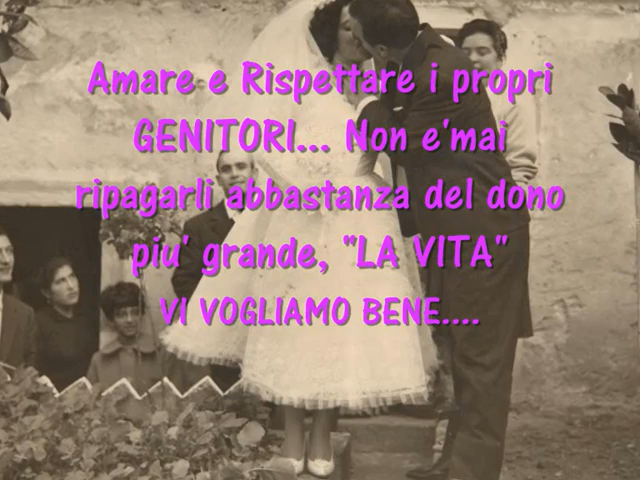 Amare e Rispettare i propri
GENITORI... Non e'mai
ripagarli abbastanza del dono
piu' grande, "LA VITA"
VI VOGLIAMO BENE....